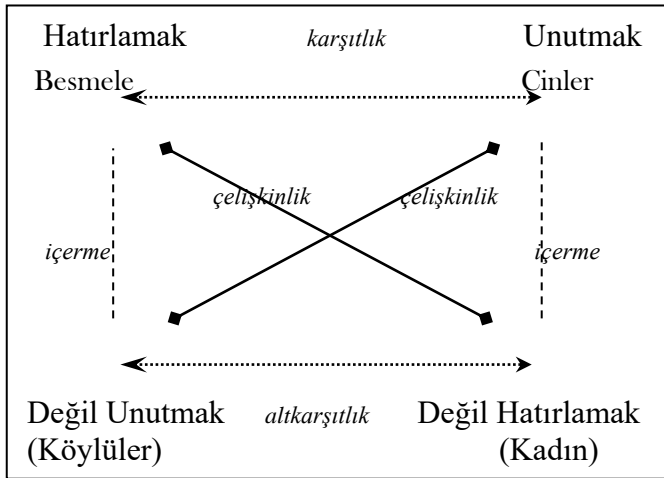 Hatırlamak karşıtlık Unutmak
Besmele Cinler
çelişkinlik çelişkinlik
içerme içerme
Değil Unutmak altkarşıtlık Değil Hatırlamak
(Köylüler) (Kadın)